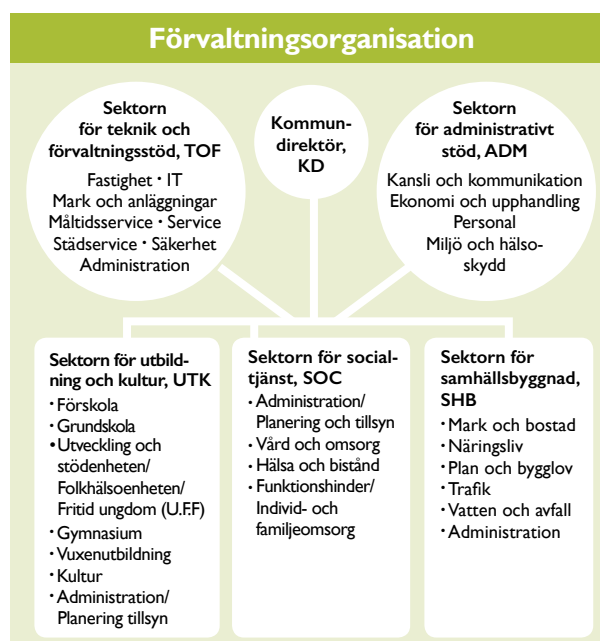 Förvaltningsorganisation
Sektorn
för teknik och
förvaltningsstöd, TOF
Fastighet • IT
Mark och anläggningar
Måltidsservice • Service
Städservice • Säkerhet
Administration
Kommun-
direktör,
KD
Sektorn
för administrativt
stöd, ADM
Kansli och kommunikation
Ekonomi och upphandling
Personal
Miljö och hälso-
skydd
Sektorn för utbild-
ning och kultur, UTK
• Förskola
• Grundskola
• Utveckling och
stödenheten/
Folkhälsoenheten/
Fritid ungdom (U.F.F)
• Gymnasium
• Vuxenutbildning
• Kultur
• Administration/
Planering tillsyn
Sektorn för social-
tjänst, SOC
• Administration/
Planering och tillsyn
• Vård och omsorg
• Hälsa och bistånd
• Funktionshinder/
Individ- och
familjeomsorg
Sektorn för
samhällsbyggnad,
SHB
• Mark och bostad
• Näringsliv
• Plan och bygglov
• Trafik
• Vatten och avfall
• Administration